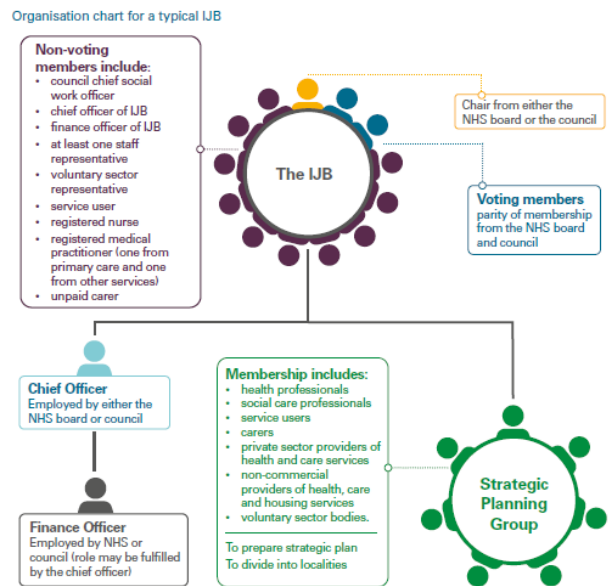 Organisation chart for a typical IJB
Non-voting
members include:
• council chief social
work officer
• chief officer of IJB
• finance officer of IJB
• at least one staff
representative
• voluntary sector
representative
• service user
• registered nurse
• registered medical
practitioner (one from
primary care and one
from other services)
• unpaid carer
The IJB
Chair from either the
NHS board or the council
Voting members
parity of membership
from the NHS board
and council
Chief Officer
Employed by either the
NHS board or council
Membership includes:
• health professionals
• social care professionals
• service users
• carers
• private sector providers of
health and care services
• non-commercial
providers of health, care
and housing services
• voluntary sector bodies.
To prepare strategic plan
To divide into localities
Strategic
Planning
Group
Finance Officer
Employed by NHS or
council (role may be fulfilled
by the chief officer)